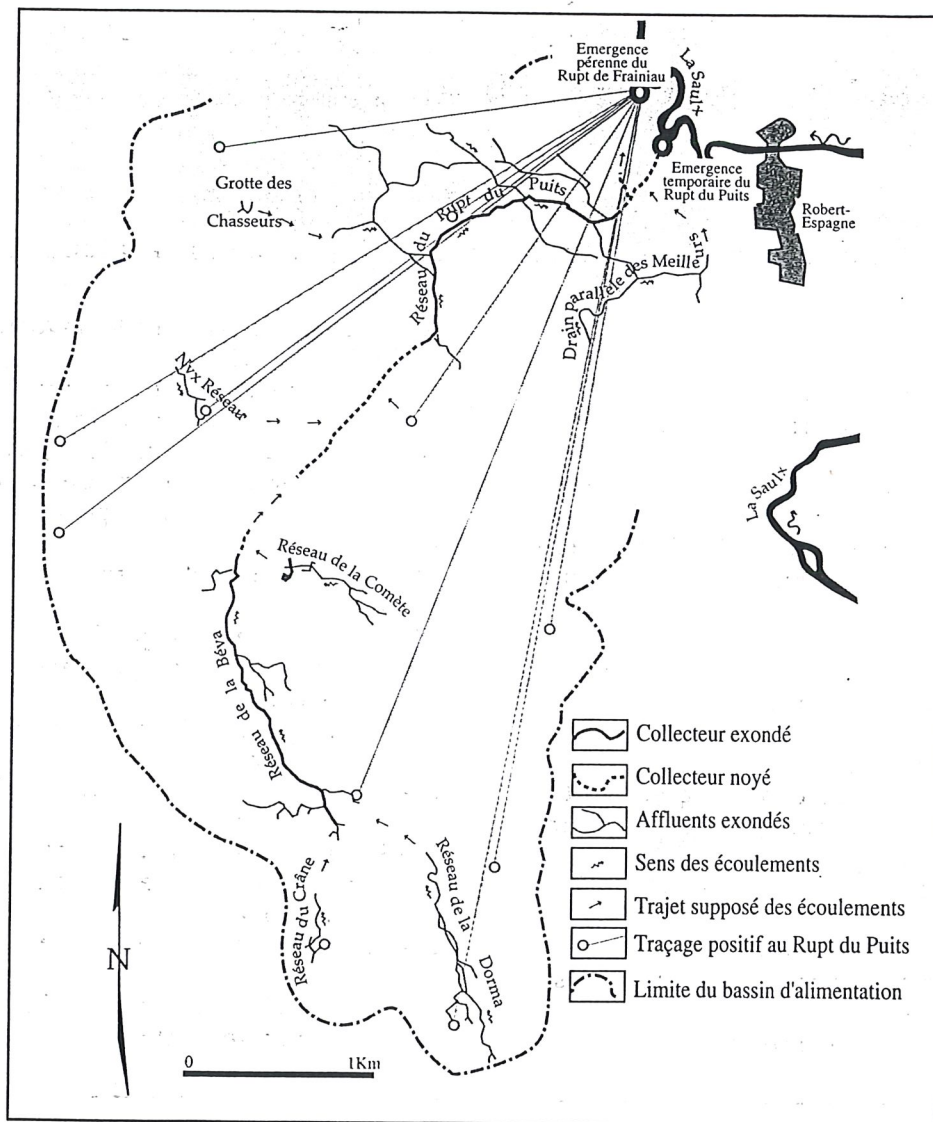 Emergence
pérenne du
Rupt de Frainiau
La Saulx
Emergence
temporaire du
Rupt du Puits
Robert-
Espagne
Grotte des
Chasseurs
Réseau du Rupt du Puits
Drain parallèle des Meilleurs
Nvx Réseau
La Saulx
Réseau de la Comète
Réseau de la Béva
Réseau du Crâne
Réseau de la Dorma
Collecteur exondé
Collecteur noyé
Affluents exondés
Sens des écoulements
Trajet supposé des écoulements
Traçage positif au Rupt du Puits
Limite du bassin d'alimentation
N
0 1Km